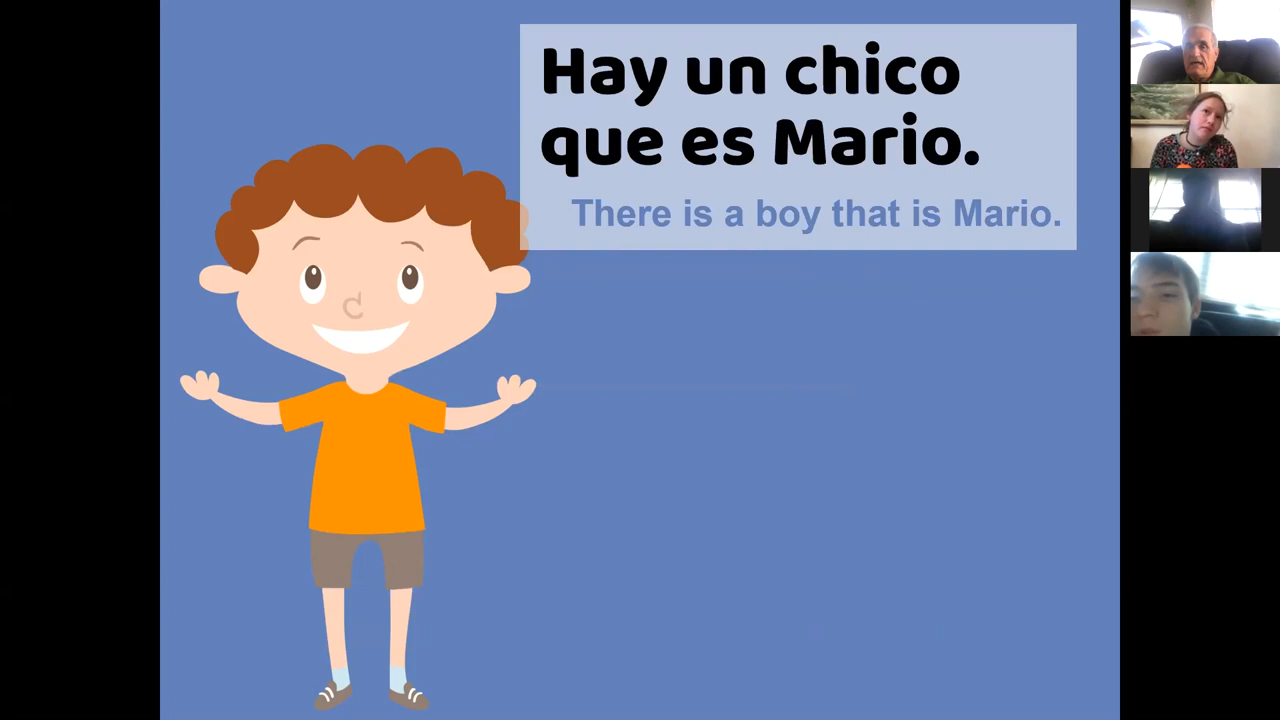 Hay un chico
que es Mario.
There is a boy that is Mario.